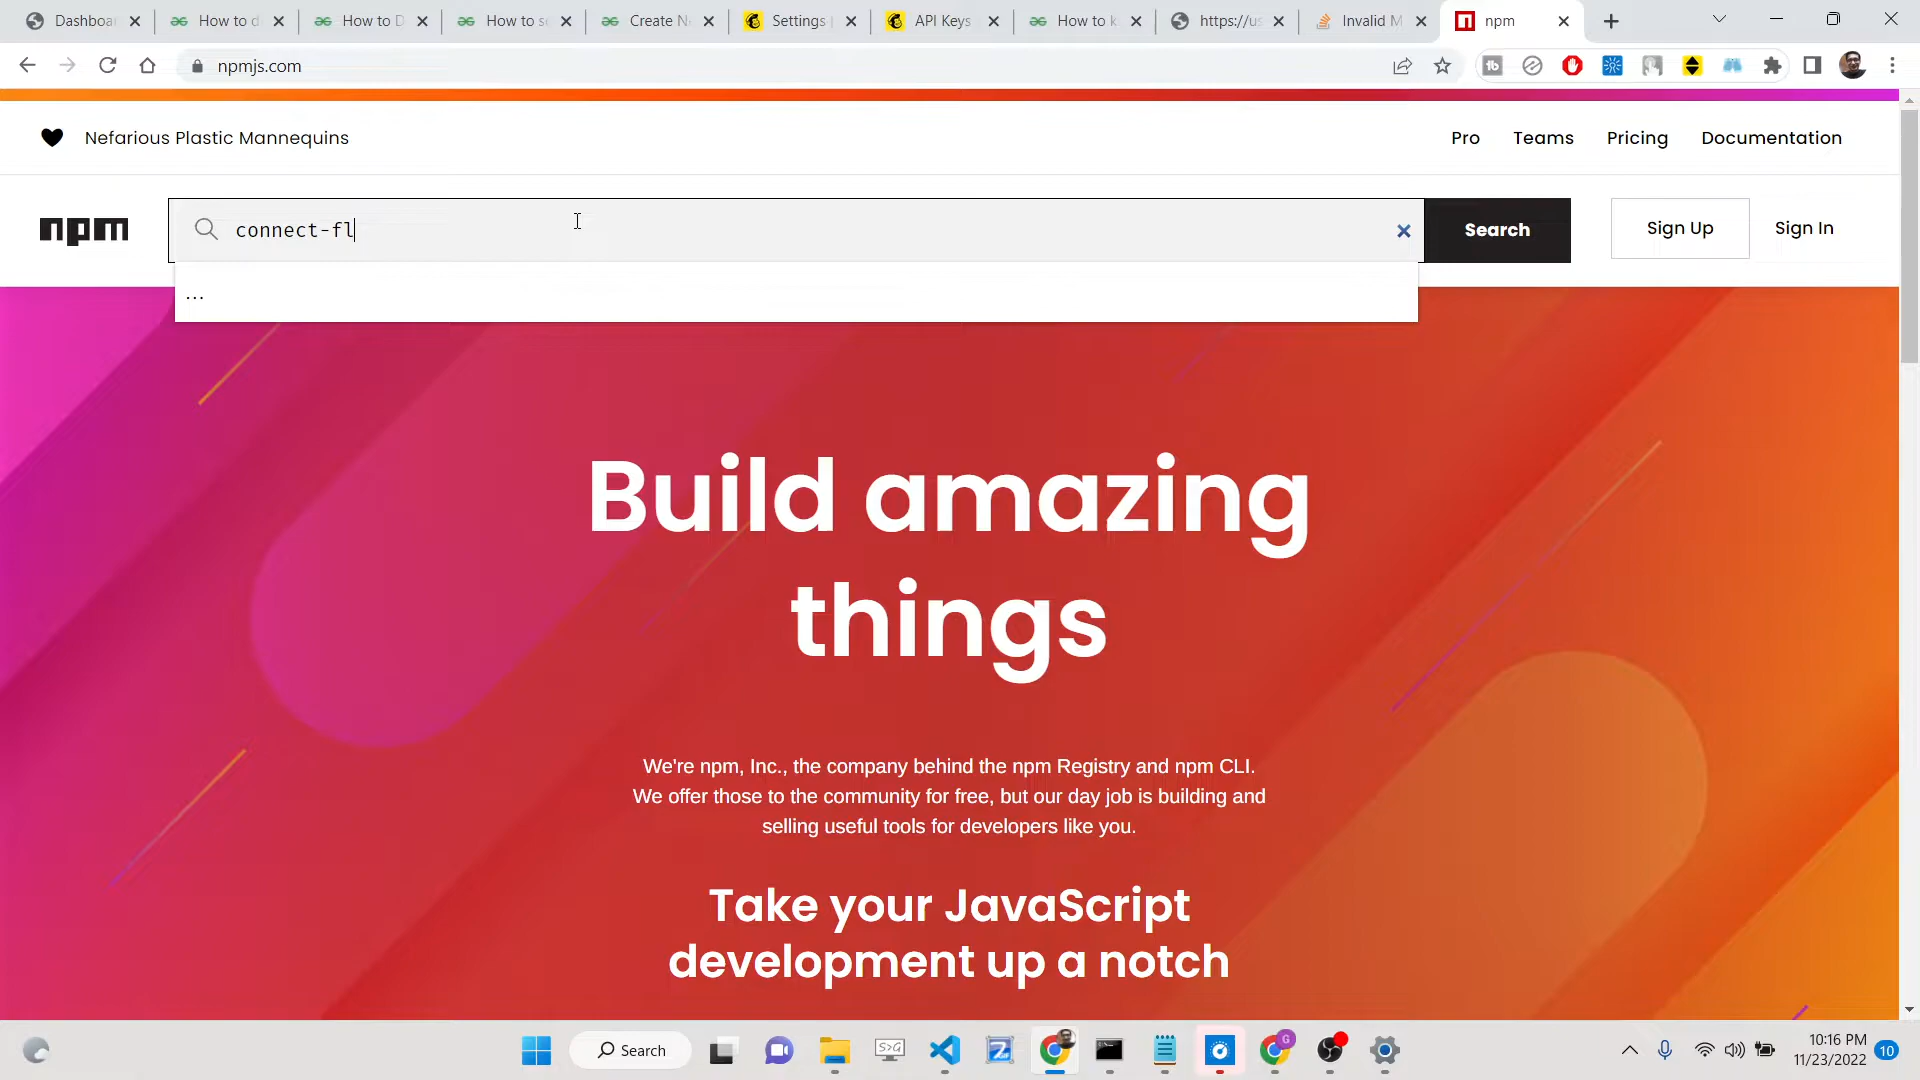 Dashboar
How to d
How to D
How to se
Create N
Settings
API Keys
How to k
https://us
Invalid M
npm
npmjs.com
Nefarious Plastic Mannequins
Pro
Teams
Pricing
Documentation
npm
connect-fl
Search
Sign Up
Sign In
...
Build amazing
things
We're npm, Inc., the company behind the npm Registry and npm CLI.
We offer those to the community for free, but our day job is building and
selling useful tools for developers like you.
Take your JavaScript
development up a notch
Search
10:16 PM
11/23/2022
10